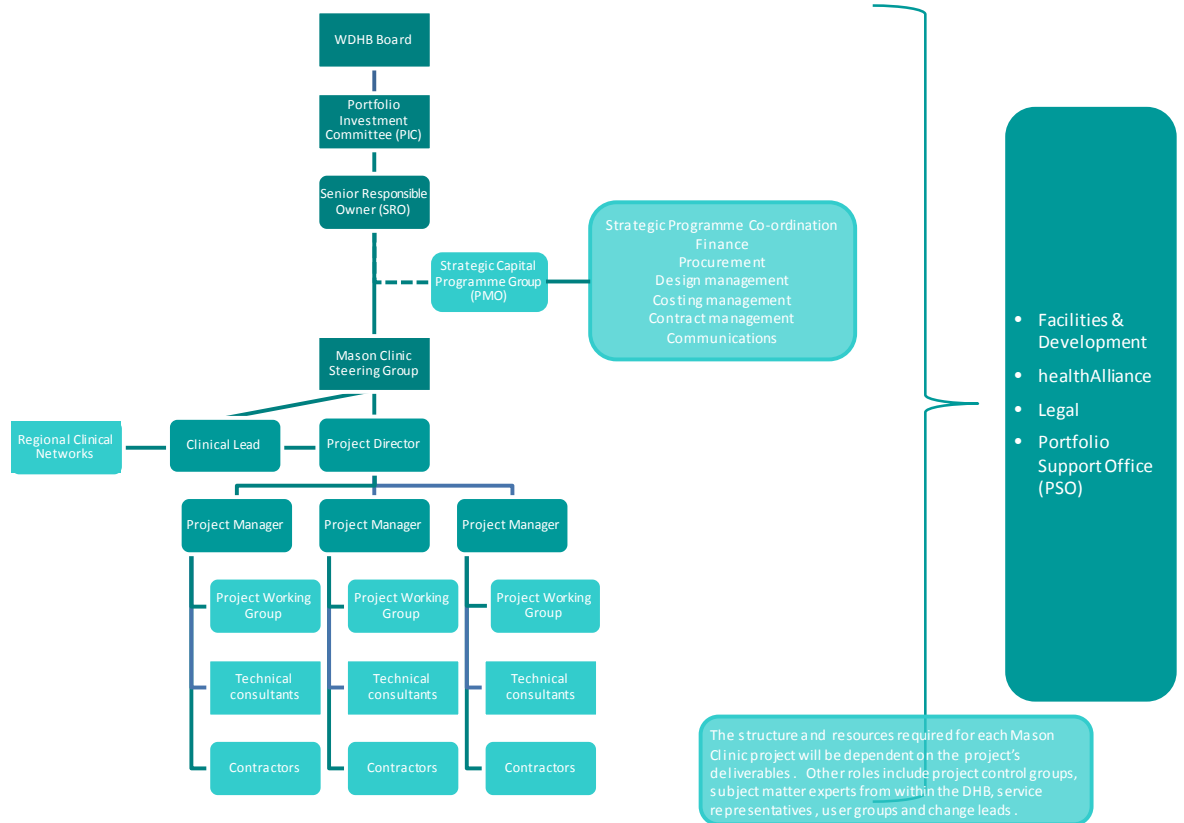 WDHB Board
Portfolio
Investment
Committee (PIC)
Senior Responsible
Owner (SRO)
Strategic Capital
Programme Group
(PMO)
Strategic Programme Co-ordination
Finance
Procurement
Design management
Costing management
Contract management
Communications
Mason Clinic
Steering Group
Regional Clinical
Networks
Clinical Lead
Project Director
Project Manager
Project Manager
Project Manager
Project Working
Group
Project Working
Group
Project Working
Group
Technical
consultants
Technical
consultants
Technical
consultants
Contractors
Contractors
Contractors
• Facilities &
Development
• healthAlliance
• Legal
• Portfolio
Support Office
(PSO)
The structure and resources required for each Mason
Clinic project will be dependent on the project's
deliverables. Other roles include project control groups,
subject matter experts from within the DHB, service
representatives, user groups and change leads.